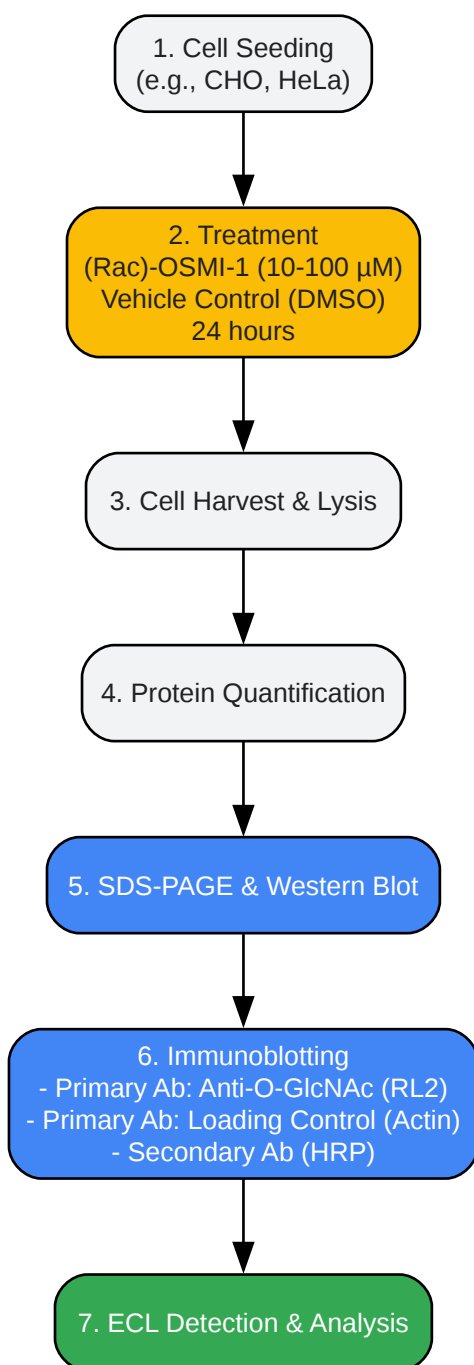 1. Cell Seeding
(e.g., CHO, HeLa)
2. Treatment
(Rac)-OSMI-1 (10-100 µM)
Vehicle Control (DMSO)
24 hours
3. Cell Harvest & Lysis
4. Protein Quantification
5. SDS-PAGE & Western Blot
6. Immunoblotting
- Primary Ab: Anti-O-GlcNAc (RL2)
- Primary Ab: Loading Control (Actin)
- Secondary Ab (HRP)
7. ECL Detection & Analysis